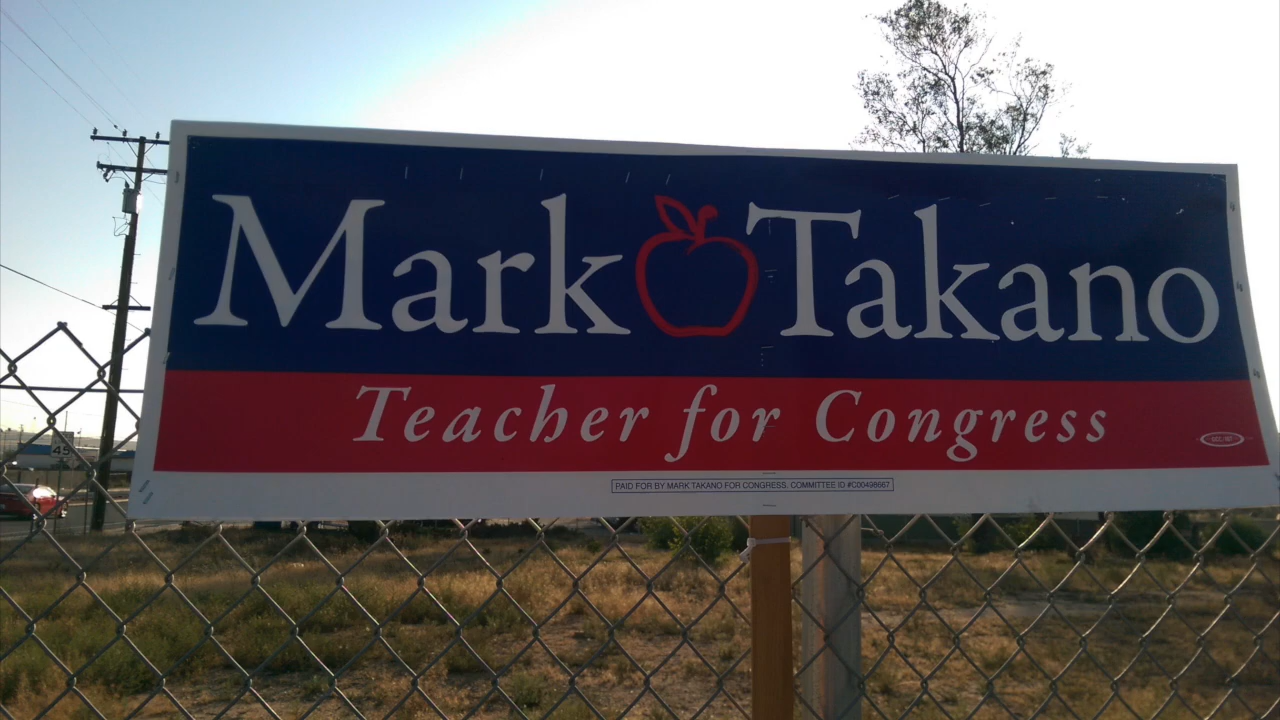 Mark Takano
Teacher for Congress
PAID FOR BY MARK TAKANO FOR CONGRESS. COMMITTEE ID #C00498667
45